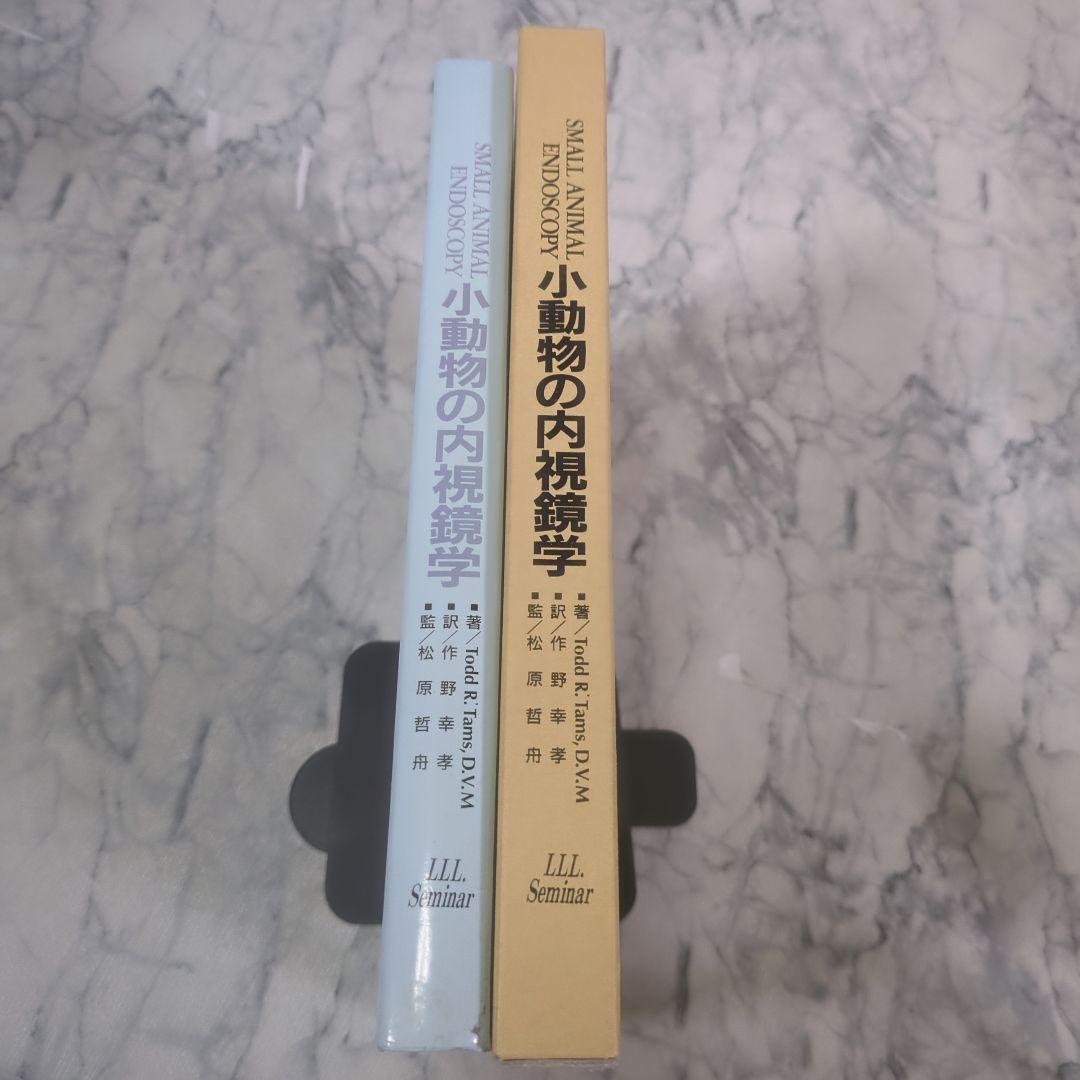 SMALL ANIMAL
ENDOSCOPY
小動物の内視鏡学
■著/Todd R. Tams, D.V.M
■訳/作野幸孝
■監/松原哲舟
LLL.
Seminar
SMALL ANIMAL
ENDOSCOPY
小動物の内視鏡学
■著/Todd R. Tams, D.V.M
■訳/作野幸孝
■監/松原哲舟
LLL.
Seminar